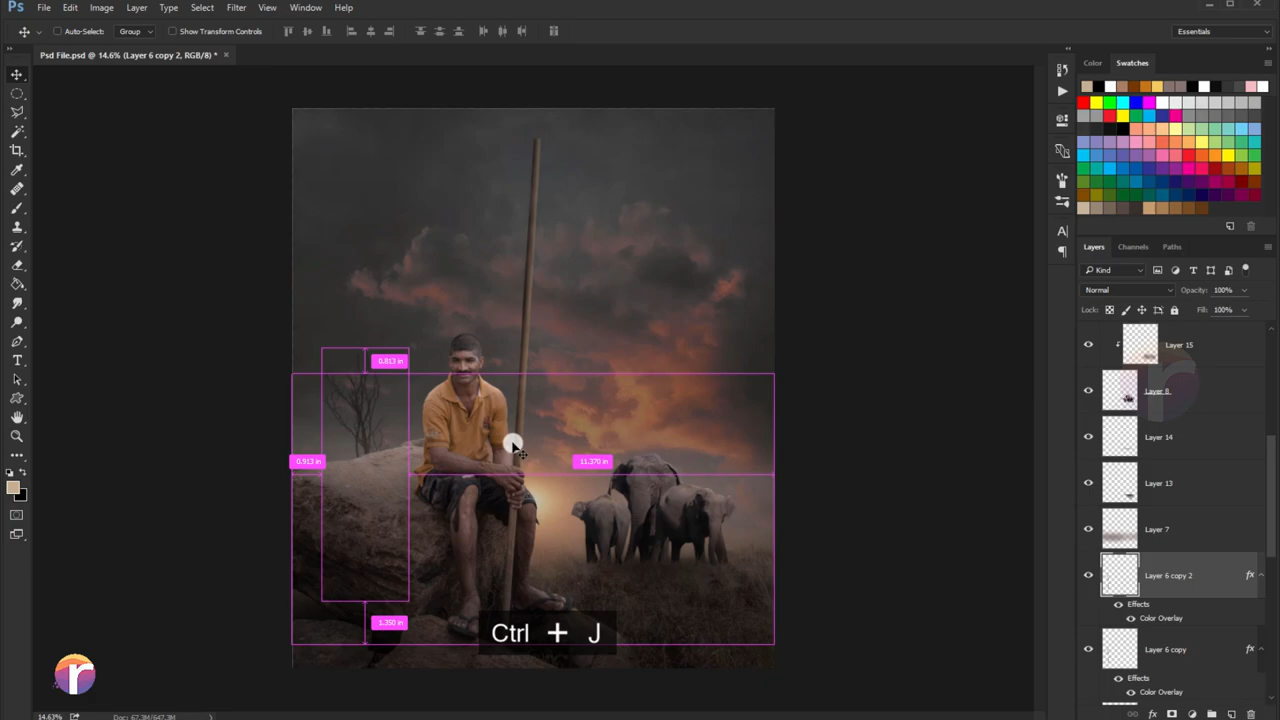 Ps File Edit Image Layer Type Select Filter View Window Help
Auto-Select: Group Show Transform Controls Essentials
Psd File.psd @ 14.6% (Layer 6 copy 2, RGB/8) * ×
Color Swatches
Layers Channels Paths
Kind
Normal Opacity: 100%
Lock: Fill: 100%
Layer 15
Layer 8
Layer 14
Layer 13
Layer 7
Layer 6 copy 2 fx
Effects
Color Overlay
Layer 6 copy fx
Effects
Color Overlay
0.813 in
0.913 in
11.370 in
1.350 in
Ctrl + J
r
14.63% Doc: 67.3M/647.3M
fx